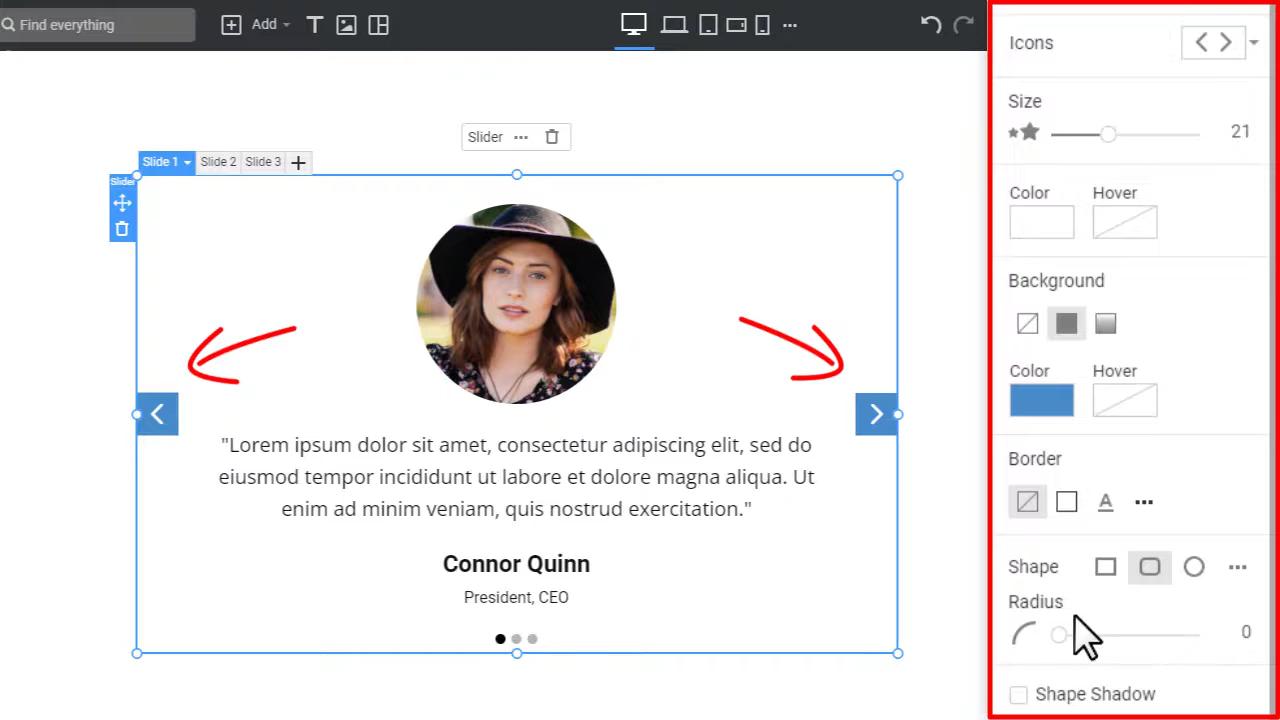 Find everything
Add
Slider
Slide 1
Slide 2
Slide 3
Slider
"Lorem ipsum dolor sit amet, consectetur adipiscing elit, sed do
eiusmod tempor incididunt ut labore et dolore magna aliqua. Ut
enim ad minim veniam, quis nostrud exercitation."
Connor Quinn
President, CEO
Icons
Size
21
Color Hover
Background
Color Hover
Border
A
Shape
Radius
0
Shape Shadow